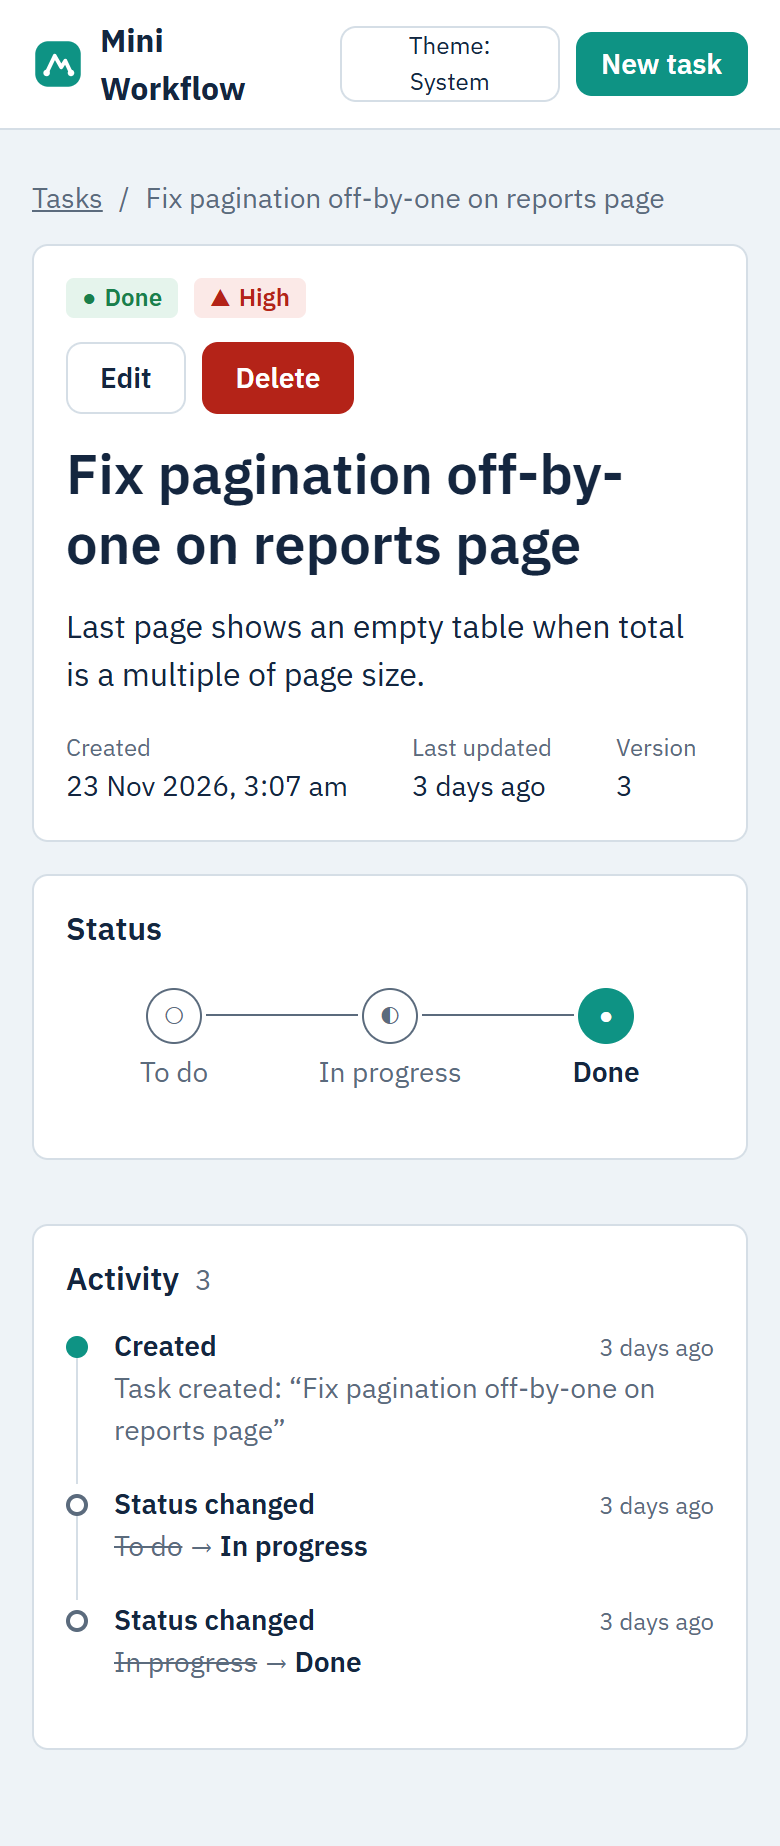 Mini
Workflow
Theme:
System
New task
Tasks / Fix pagination off-by-one on reports page
● Done ▲ High
Edit Delete
Fix pagination off-by-
one on reports page
Last page shows an empty table when total
is a multiple of page size.
Created Last updated Version
23 Nov 2026, 3:07 am 3 days ago 3
Status
To do In progress Done
Activity 3
Created 3 days ago
Task created: “Fix pagination off-by-one on
reports page”
Status changed 3 days ago
To do → In progress
Status changed 3 days ago
In progress → Done